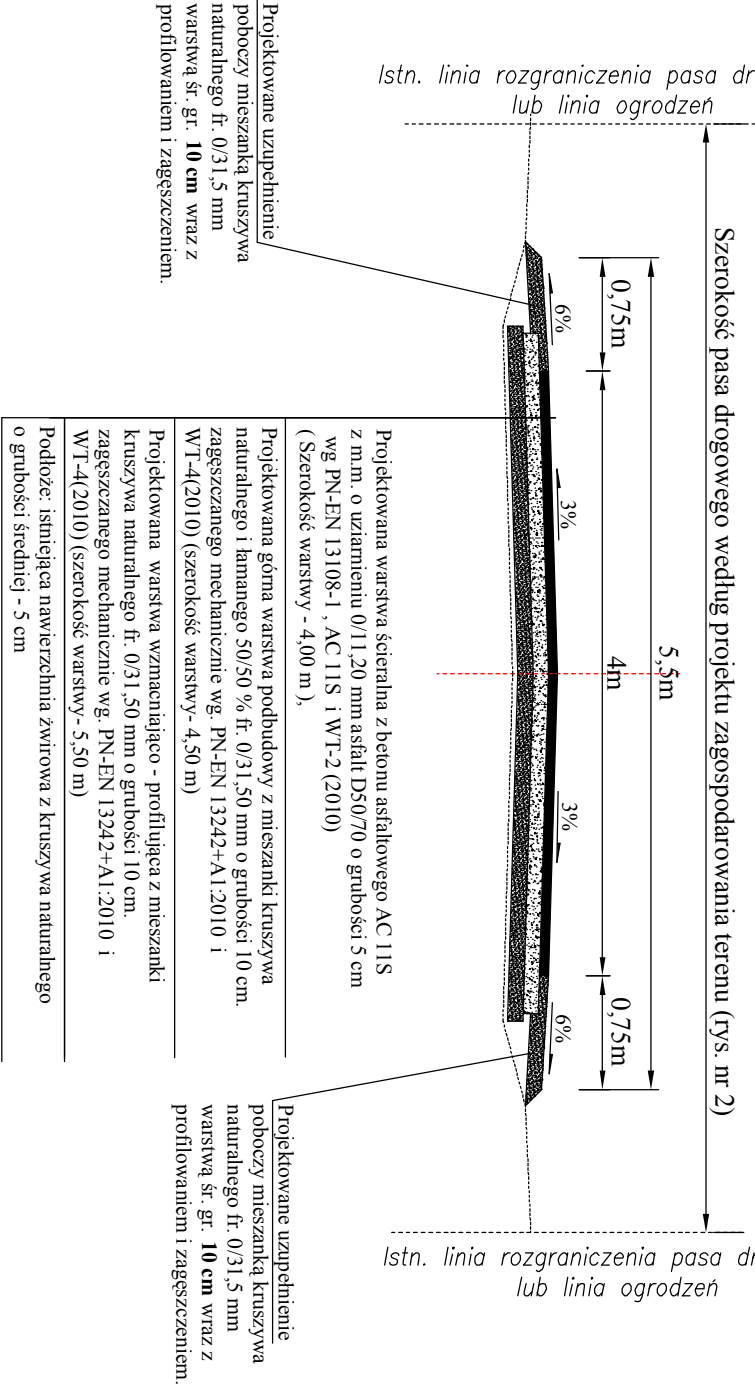 Istn. linia rozgraniczenia pasa dr
lub linia ogrodzeń
Szerokość pasa drogowego według projektu zagospodarowania terenu (rys. nr 2)
Istn. linia rozgraniczenia pasa dr
lub linia ogrodzeń
5,5m
0,75m
4m
0,75m
6%
3%
3%
6%
Projektowane uzupełnienie
poboczy mieszanką kruszywa
naturalnego fr. 0/31,5 mm
warstwą śr. gr. 10 cm wraz z
profilowaniem i zagęszczeniem.
Projektowana warstwa ścieralna z betonu asfaltowego AC 11S
z m.m. o uziarnieniu 0/11,20 mm asfalt D50/70 o grubości 5 cm
wg PN-EN 13108-1 , AC 11S i WT-2 (2010)
( Szerokość warstwy - 4,00 m ),
Projektowana górna warstwa podbudowy z mieszanki kruszywa
naturalnego i łamanego 50/50 % fr. 0/31,50 mm o grubości 10 cm.
zagęszczanego mechanicznie wg. PN-EN 13242+A1:2010 i
WT-4(2010) (szerokość warstwy- 4,50 m)
Projektowana warstwa wzmacniająco - profilująca z mieszanki
kruszywa naturalnego fr. 0/31,50 mm o grubości 10 cm.
zagęszczanego mechanicznie wg. PN-EN 13242+A1:2010 i
WT-4(2010) (szerokość warstwy- 5,50 m)
Podłoże: istniejąca nawierzchnia żwirowa z kruszywa naturalnego
o grubości średniej - 5 cm
Projektowane uzupełnienie
poboczy mieszanką kruszywa
naturalnego fr. 0/31,5 mm
warstwą śr. gr. 10 cm wraz z
profilowaniem i zagęszczeniem.